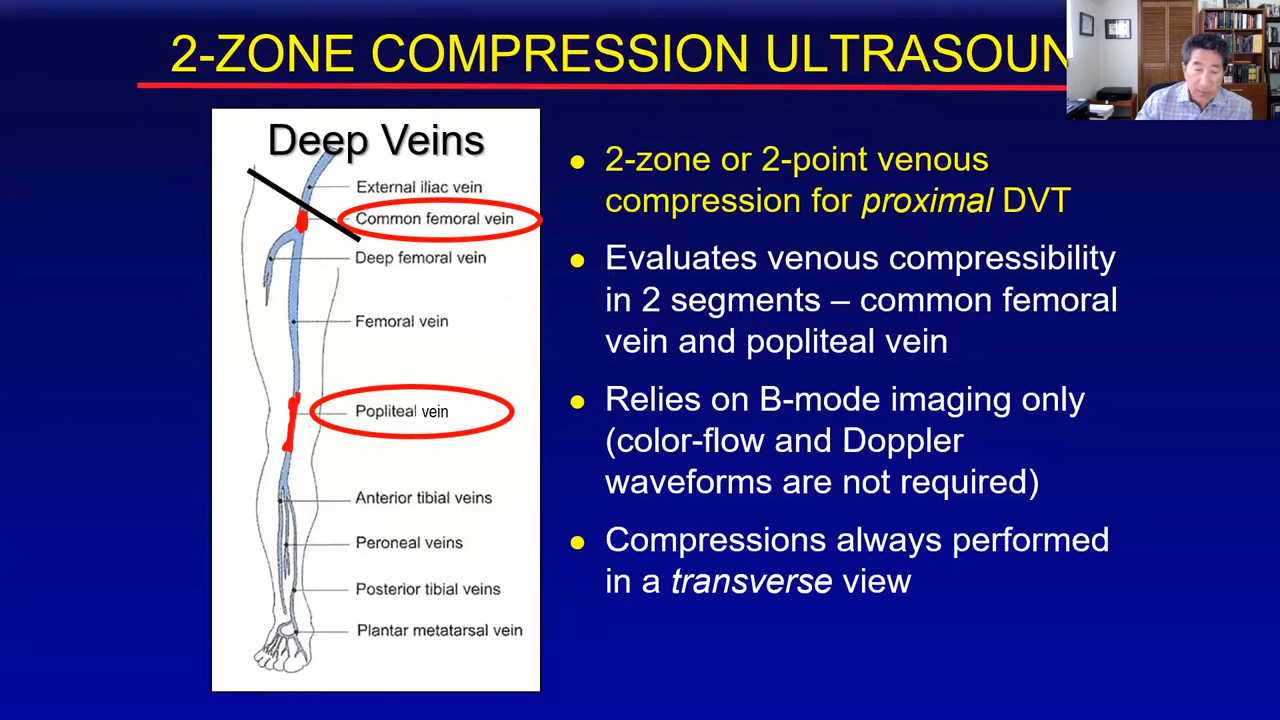 2-ZONE COMPRESSION ULTRASOUN
Deep Veins
External iliac vein
Common femoral vein
Deep femoral vein
Femoral vein
Popliteal vein
Anterior tibial veins
Peroneal veins
Posterior tibial veins
Plantar metatarsal vein
• 2-zone or 2-point venous
compression for proximal DVT
• Evaluates venous compressibility
in 2 segments – common femoral
vein and popliteal vein
• Relies on B-mode imaging only
(color-flow and Doppler
waveforms are not required)
• Compressions always performed
in a transverse view